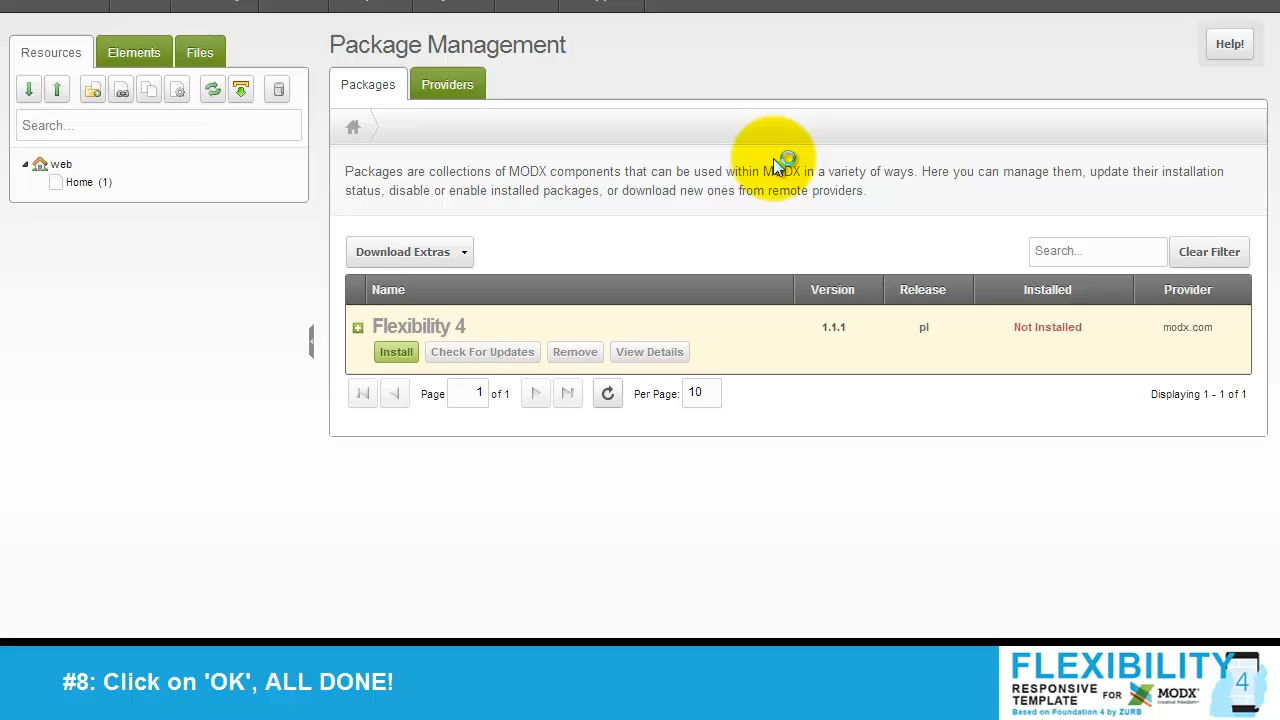 Resources
Elements
Files
Package Management
Help!
Packages
Providers
Search...
web
Home (1)
Packages are collections of MODX components that can be used within MODX in a variety of ways. Here you can manage them, update their installation
status, disable or enable installed packages, or download new ones from remote providers.
Download Extras
Search...
Clear Filter
Name
Version
Release
Installed
Provider
Flexibility 4
1.1.1
pl
Not Installed
modx.com
Install
Check For Updates
Remove
View Details
Page
1
of 1
Per Page:
10
Displaying 1 - 1 of 1
#8: Click on 'OK', ALL DONE!
FLEXIBILITY
4
RESPONSIVE
TEMPLATE
FOR
MODX
creative freedom
Based on Foundation 4 by ZURB